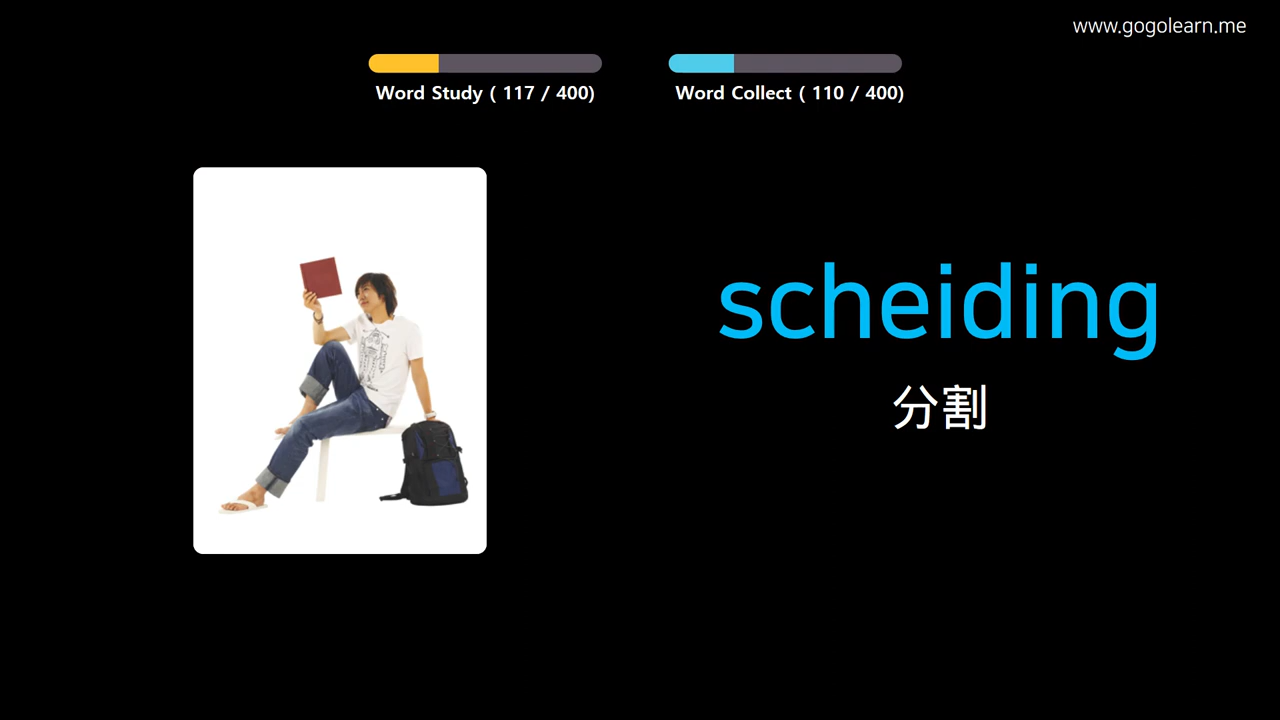 www.gogolearn.me
Word Study ( 117 / 400)
Word Collect ( 110 / 400)
scheiding
分割